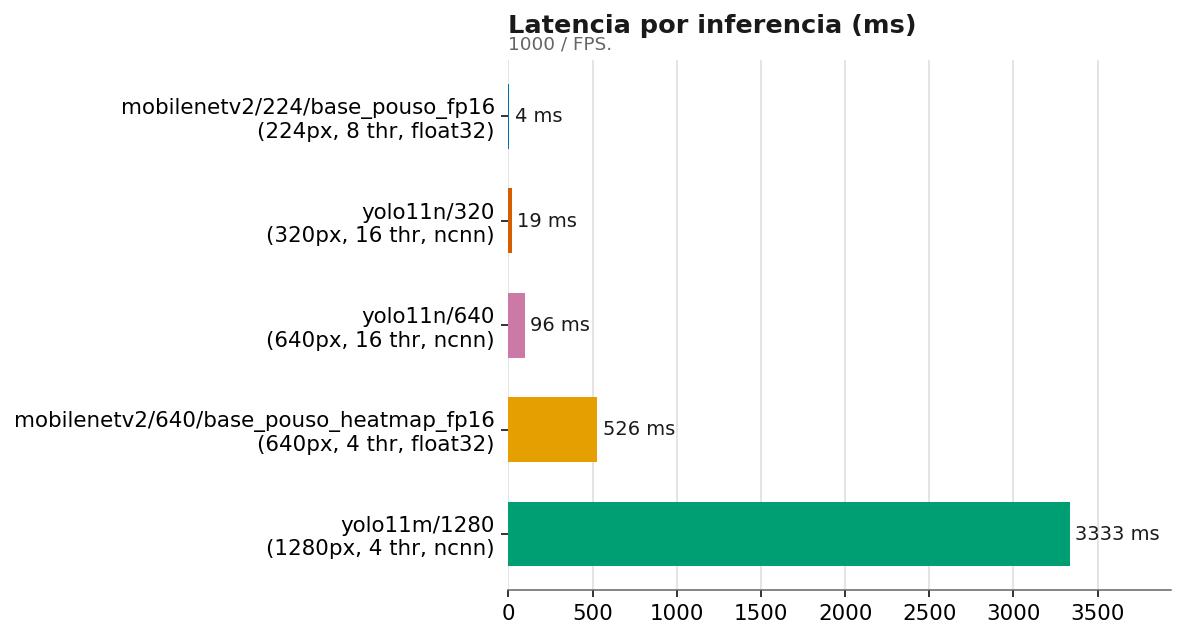 Latencia por inferencia (ms)
1000 / FPS.
mobilenetv2/224/base_pouso_fp16
(224px, 8 thr, float32)
4 ms
yolo11n/320
(320px, 16 thr, ncnn)
19 ms
yolo11n/640
(640px, 16 thr, ncnn)
96 ms
mobilenetv2/640/base_pouso_heatmap_fp16
(640px, 4 thr, float32)
526 ms
yolo11m/1280
(1280px, 4 thr, ncnn)
3333 ms
0 500 1000 1500 2000 2500 3000 3500